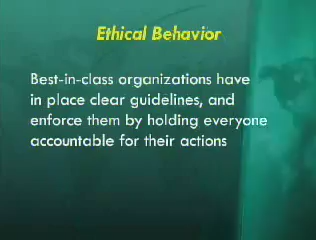 Ethical Behavior
Best-in-class organizations have
in place clear guidelines, and
enforce them by holding everyone
accountable for their actions